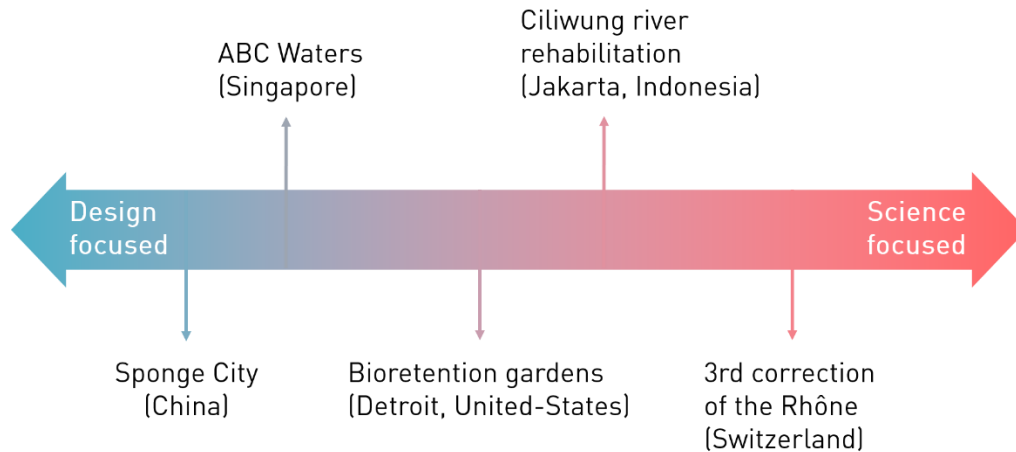 ABC Waters
(Singapore)
Ciliwung river
rehabilitation
(Jakarta, Indonesia)
Design
focused
Science
focused
Sponge City
(China)
Bioretention gardens
(Detroit, United-States)
3rd correction
of the Rhône
(Switzerland)